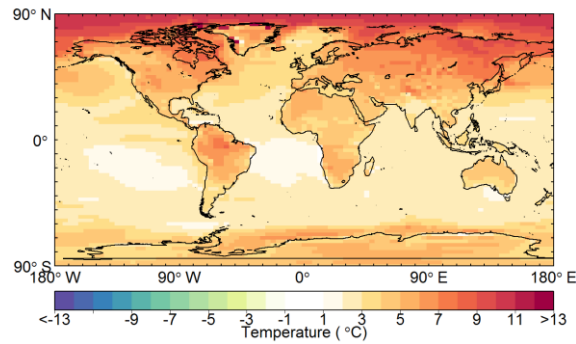 90° N
0°
90° S
180° W 90° W 0° 90° E 180° E
<-13 -9 -7 -5 -3 -1 1 3 5 7 9 11 >13
Temperature ( °C)